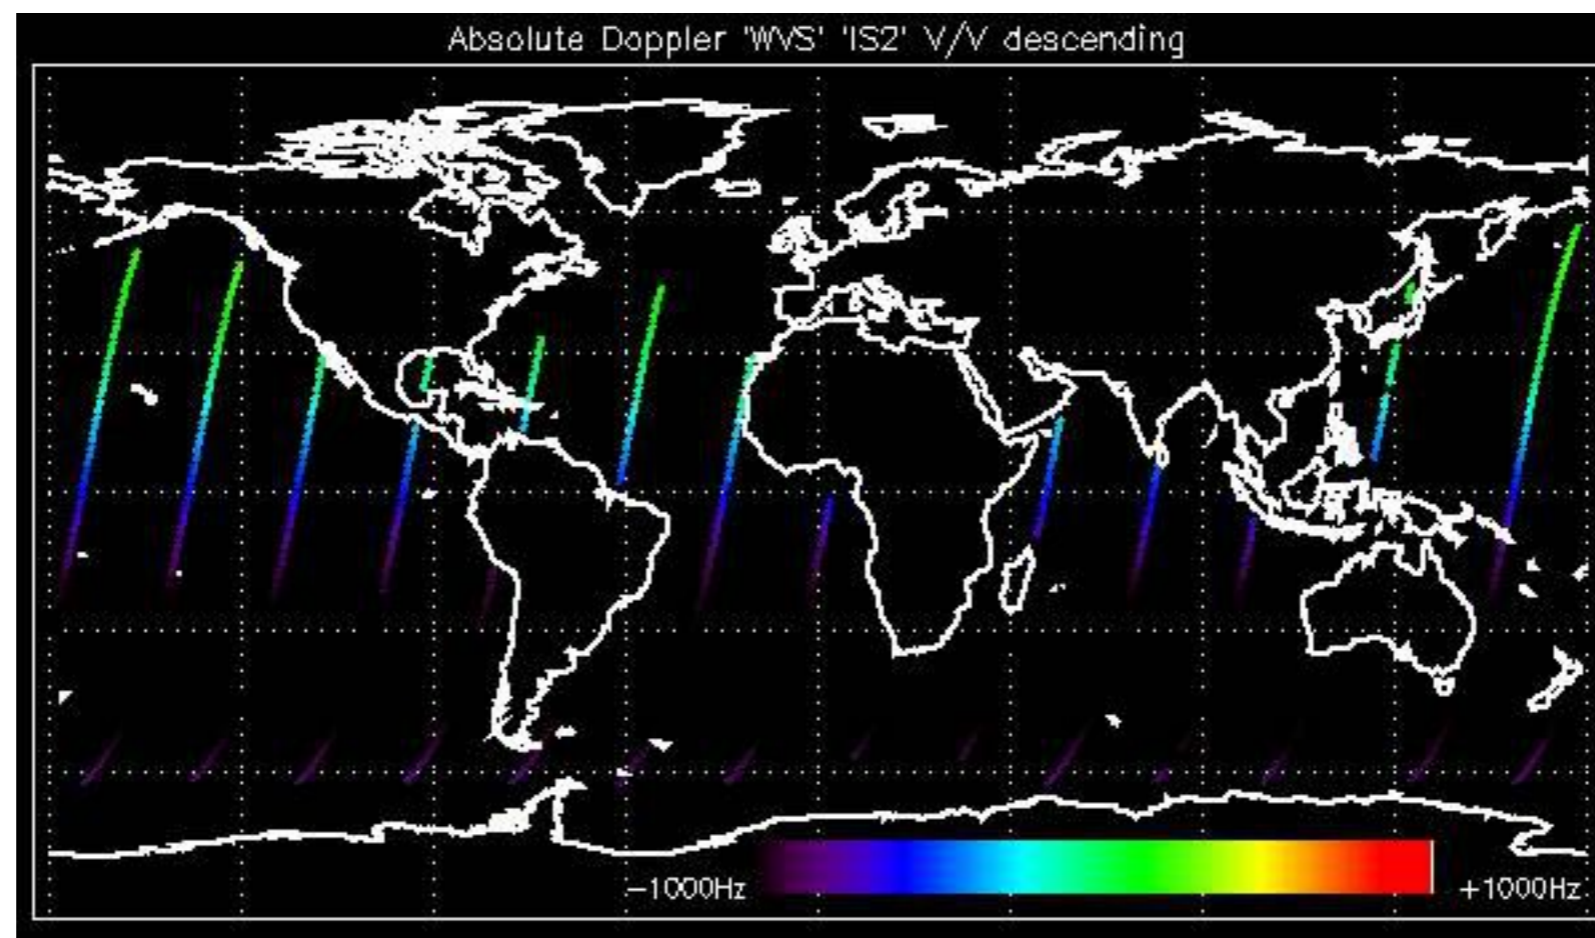 Absolute Doppler 'WVS' 'IS2' V/V descending
−1000Hz
+1000Hz